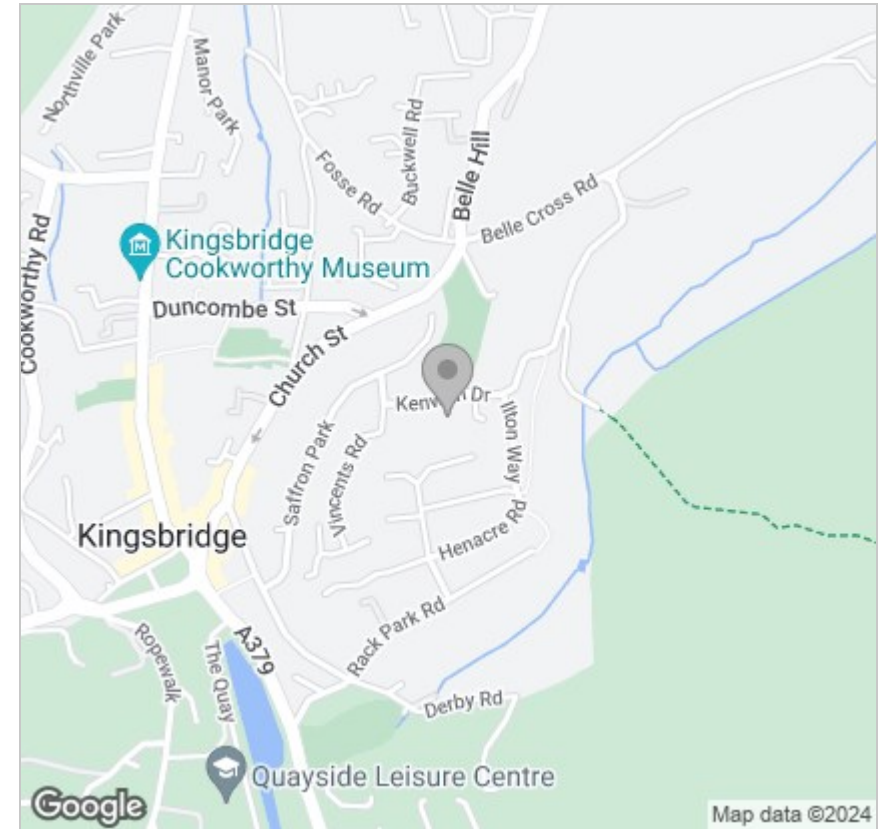 Northville Park
Manor Park
Buckwell Rd
Fosse Rd
Belle Hill
Belle Cross Rd
Cookworthy Rd
Kingsbridge
Cookworthy Museum
Duncombe St
Church St
Dr
Ilton Way
Saffron Park
Vincents Rd
Kingsbridge
Henacre Rd
Rack Park Rd
A379
Ropewalk
The Quay
Derby Rd
Quayside Leisure Centre
Google
Map data ©2024